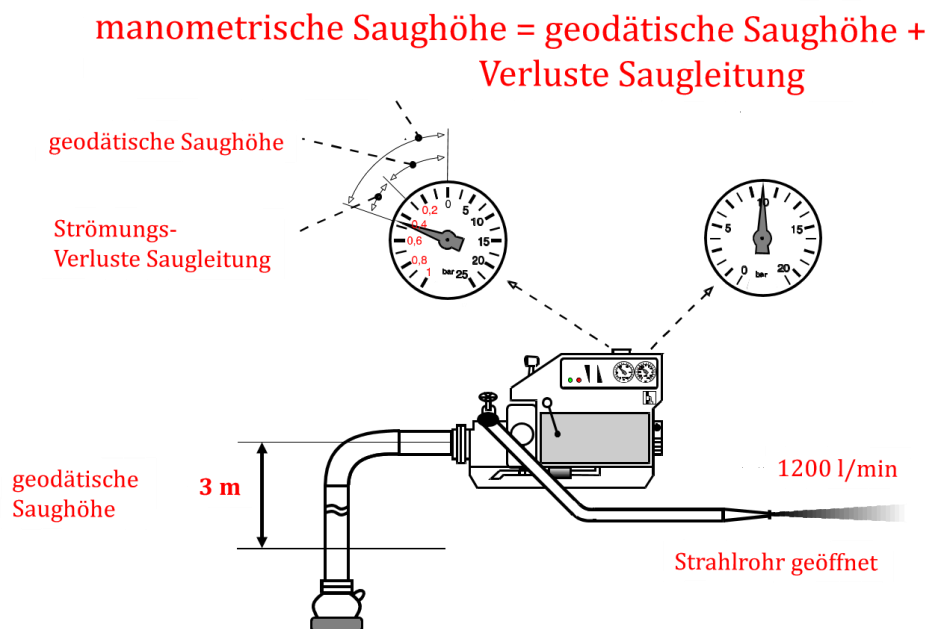 manometrische Saughöhe = geodätische Saughöhe +
Verluste Saugleitung
geodätische Saughöhe
Strömungs-
Verluste Saugleitung
0,2
0
5
0,4
10
0,6
15
0,8
20
1
bar
25
10
5
15
0
bar
20
geodätische
Saughöhe
3 m
1200 l/min
Strahlrohr geöffnet